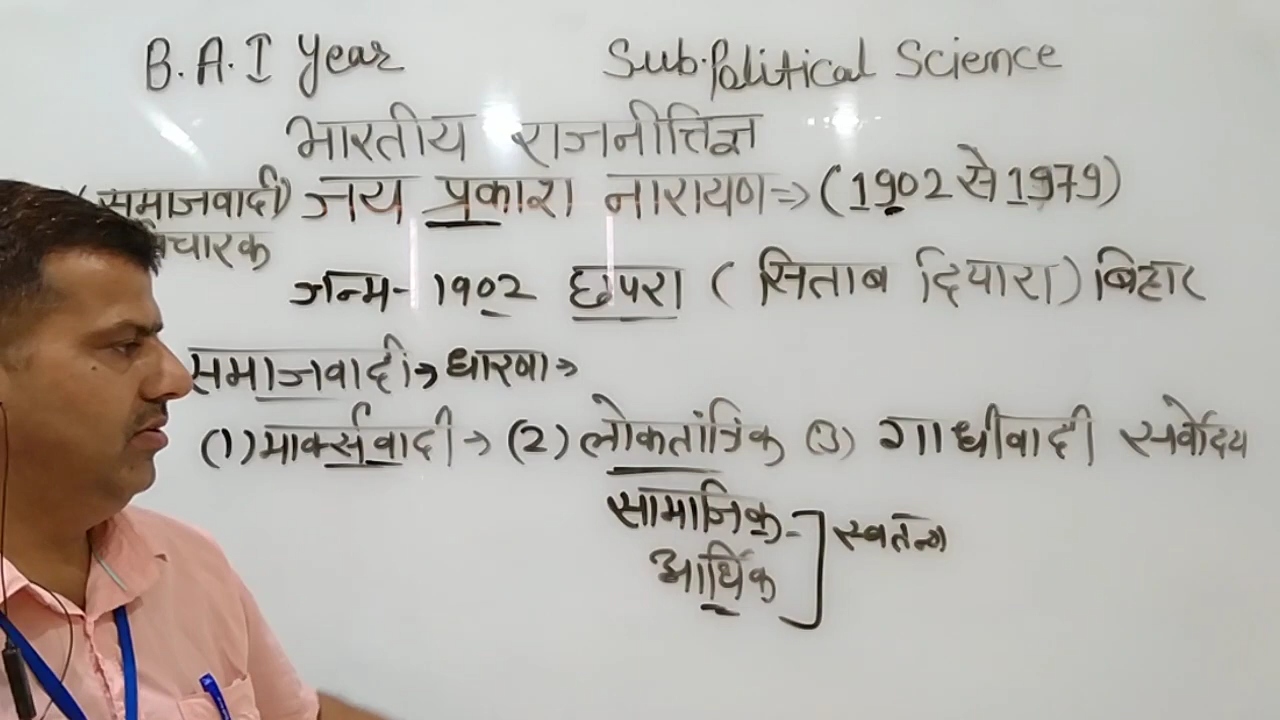 B.A.I Year Sub. Political Science
भारतीय राजनीतिज्ञ
(समाजवादी) जय प्रकाश नारायण => (1902 से 1979)
चारक
जन्म - 1902 छपरा ( सिताब दियारा) बिहार
समाजवादी → धारणा →
(1) मार्क्सवादी → (2) लोकतांत्रिक (3) गाधीवादी सर्वोदय
सामाजिक -
आर्थिक ] स्वतन्त्र